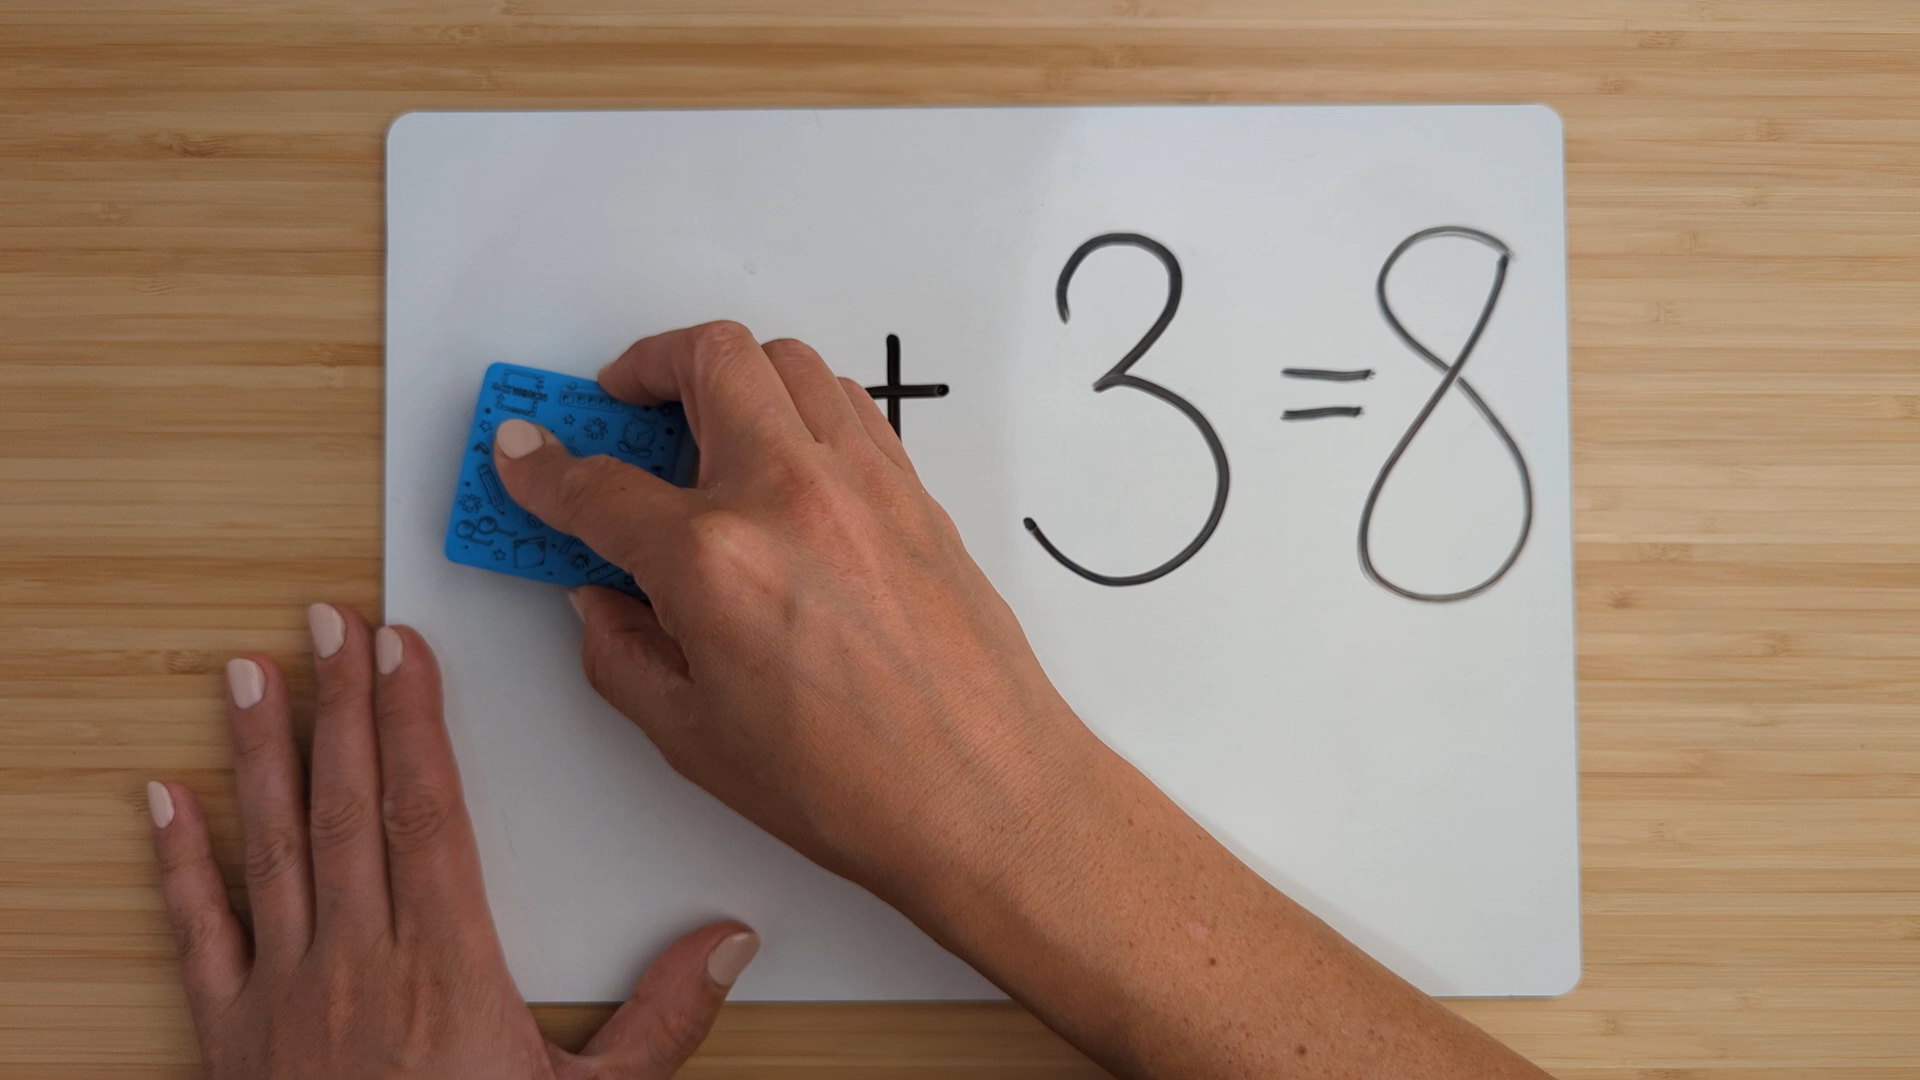 + 3 = 8